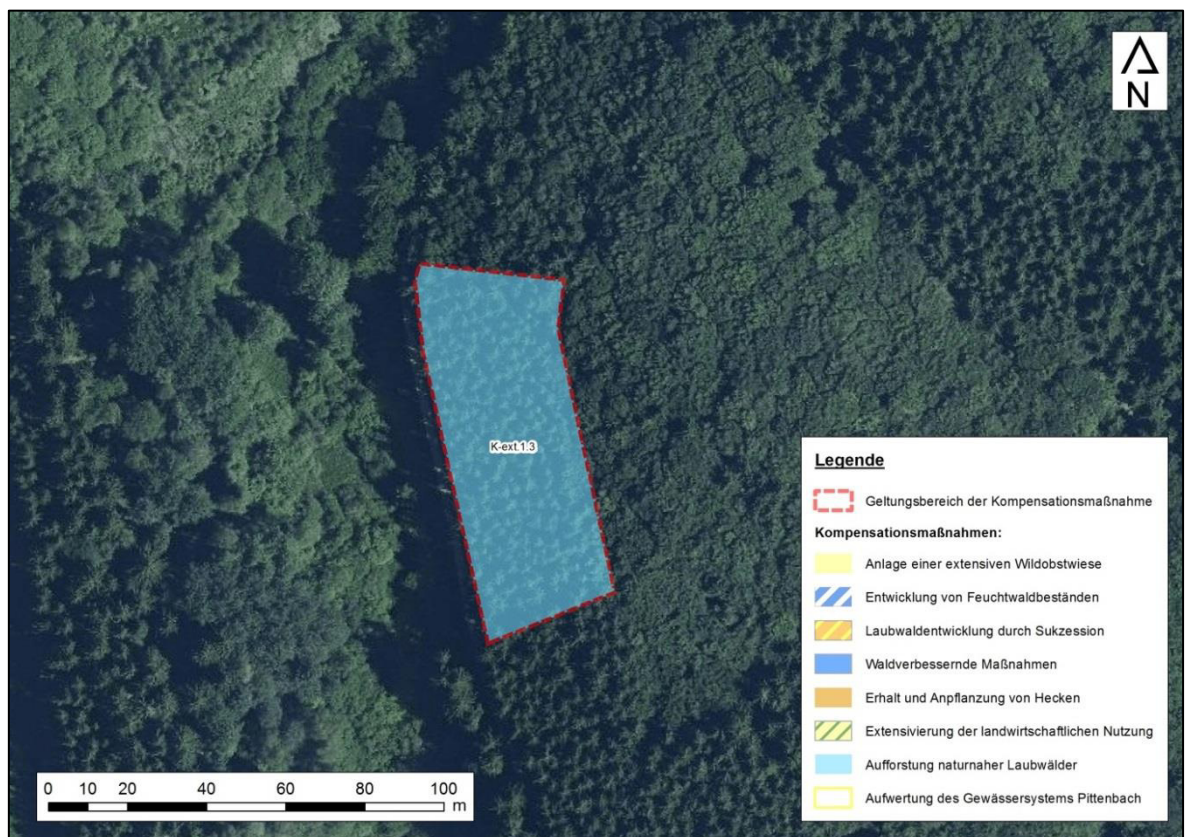 N
K-ext.1.3
Legende
Geltungsbereich der Kompensationsmaßnahme
Kompensationsmaßnahmen:
Anlage einer extensiven Wildobstwiese
Entwicklung von Feuchtwaldbeständen
Laubwaldentwicklung durch Sukzession
Waldverbessernde Maßnahmen
Erhalt und Anpflanzung von Hecken
Extensivierung der landwirtschaftlichen Nutzung
Aufforstung naturnaher Laubwälder
Aufwertung des Gewässersystems Pittenbach
0 10 20 40 60 80 100
m